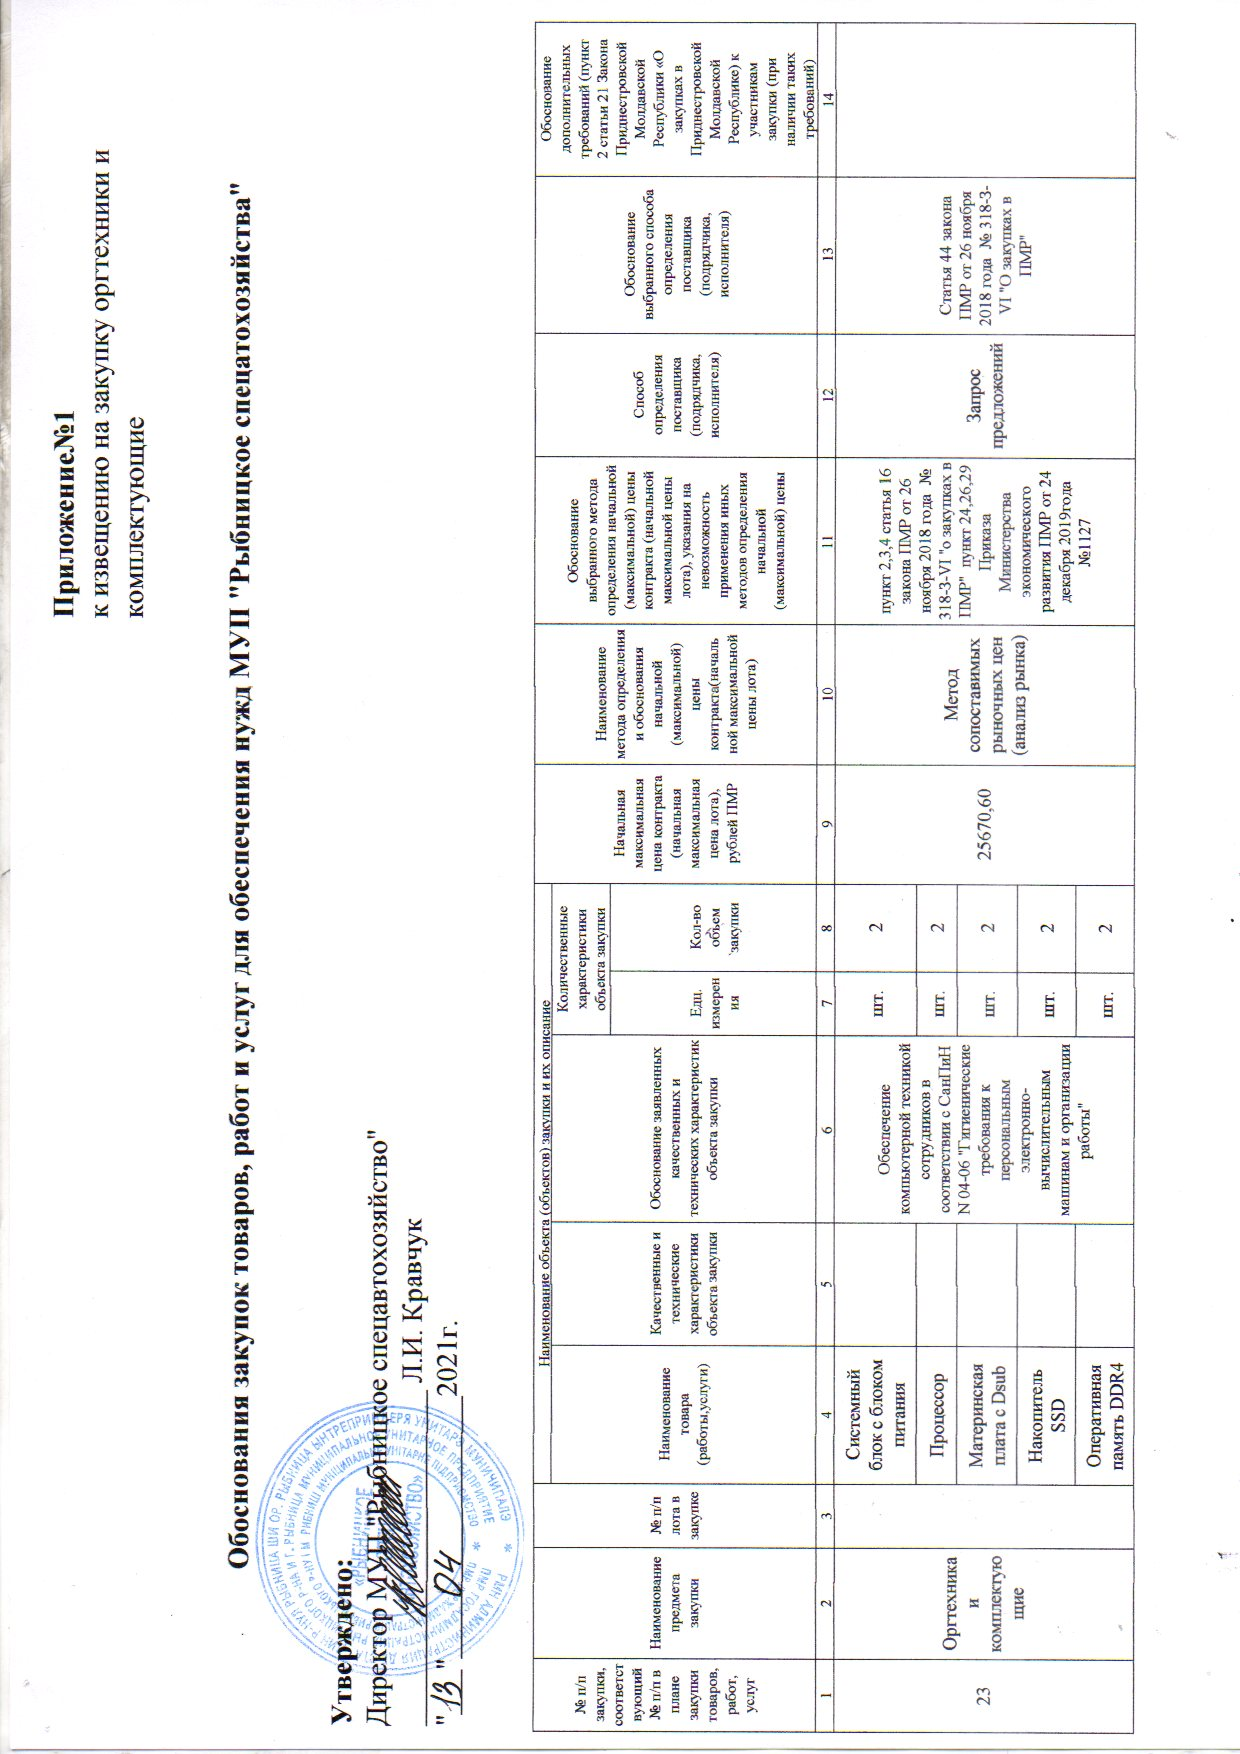 Приложение№1
к извещению на закупку оргтехники и
комплектующие
Обоснования закупок товаров, работ и услуг для обеспечения нужд МУП "Рыбницкое спецатохозяйства"
Утверждено:
Директор МУП "Рыбницкое спецавтохозяйство"
Л.И. Кравчук
"13" 04 2021г.
№ п/п
закупки,
соответст
вующий
№ п/п в
плане
закупки
товаров,
работ,
услуг
Наименование
предмета
закупки
№ п/п
лота в
закупке
Наименование объекта (объектов) закупки и их описание
Наименование
товара
(работы,услуги)
Качественные и
технические
характеристики
объекта закупки
Обоснование заявленных
качественных и
технических характеристик
объекта закупки
Количественные
характеристики
объекта закупки
Едц.
измерен
ия
Кол-во
объем
закупки
Начальная
максимальная
цена контракта
(начальная
максимальная
цена лота),
рублей ПМР
Наименование
метода определения
и обоснования
начальной
(максимальной)
цены
контракта(началь
ной максимальной
цены лота)
Обоснование
выбранного метода
определения начальной
(максимальной) цены
контракта (начальной
максимальной цены
лота), указания на
невозможность
применения иных
методов определения
начальной
(максимальной) цены
Способ
определения
поставщика
(подрядчика,
исполнителя)
Обоснование
выбранного способа
определения
поставщика
(подрядчика,
исполнителя)
Обоснование
дополнительных
требований (пункт
2 статьи 21 Закона
Приднестровской
Молдавской
Республики «О
закупках в
Приднестровской
Молдавской
Республике) к
участникам
закупки (при
наличии таких
требований)
1 2 3 4 5 6 7 8 9 10 11 12 13 14
23
Оргтехника
и
комплектую
щие
Системный
блок с блоком
питания
Обеспечение
компьютерной техникой
сотрудников в
соответствии с СанПиН
N 04-06 "Гигиенические
требования к
персональным
электронно-
вычислительным
машинам и организации
работы"
шт. 2
25670,60
Метод
сопоставимых
рыночных цен
(анализ рынка)
пункт 2,3,4 статья 16
закона ПМР от 26
ноября 2018 года №
318-З-VI "о закупках в
ПМР" пункт 24,26,29
Приказа
Министерства
экономического
развития ПМР от 24
декабря 2019года
№1127
Запрос
предложений
Статья 44 закона
ПМР от 26 ноября
2018 года № 318-З-
VI "О закупках в
ПМР"
Процессор шт. 2
Материнская
плата с Dsub
шт. 2
Накопитель
SSD
шт. 2
Оперативная
память DDR4
шт. 2